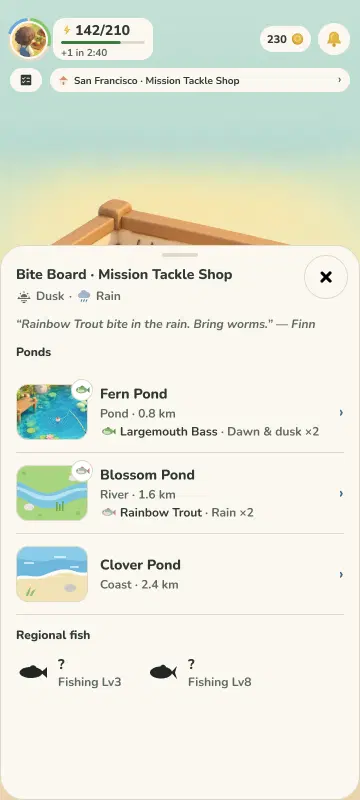 142/210
+1 in 2:40
230
San Francisco · Mission Tackle Shop ›
Bite Board · Mission Tackle Shop
Dusk · Rain
“Rainbow Trout bite in the rain. Bring worms.” — Finn
Ponds
Fern Pond
Pond · 0.8 km
Largemouth Bass · Dawn & dusk ×2
Blossom Pond
River · 1.6 km
Rainbow Trout · Rain ×2
Clover Pond
Coast · 2.4 km
Regional fish
? ?
Fishing Lv3 Fishing Lv8